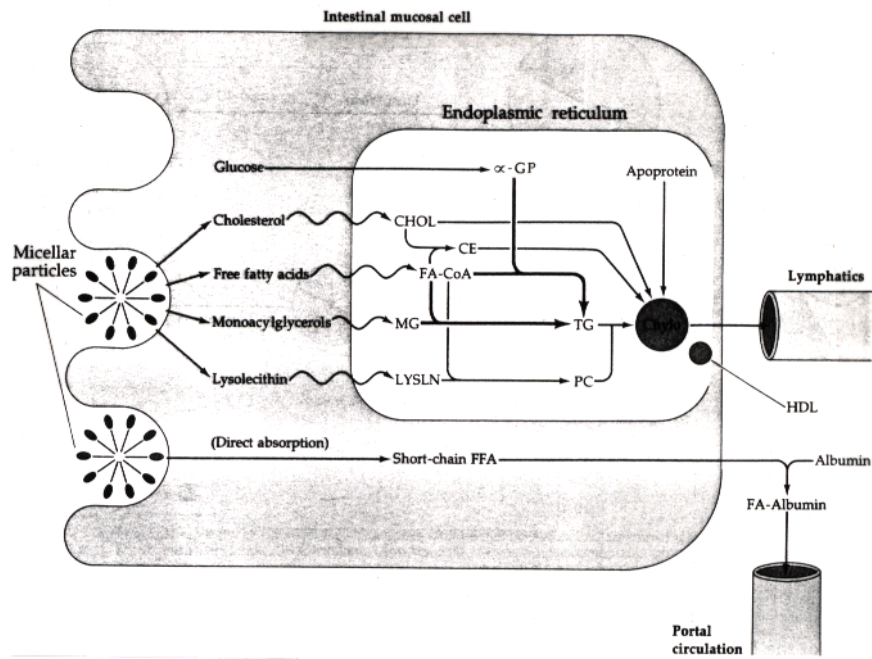 Intestinal mucosal cell
Endoplasmic reticulum
Glucose
∝-GP
Apoprotein
Cholesterol
CHOL
CE
Micellar
particles
Free fatty acids
FA-CoA
Lymphatics
Monoacylglycerols
MG
TG
Chylo
Lysolecithin
LYSLN
PC
HDL
(Direct absorption)
Short-chain FFA
Albumin
FA-Albumin
Portal
circulation